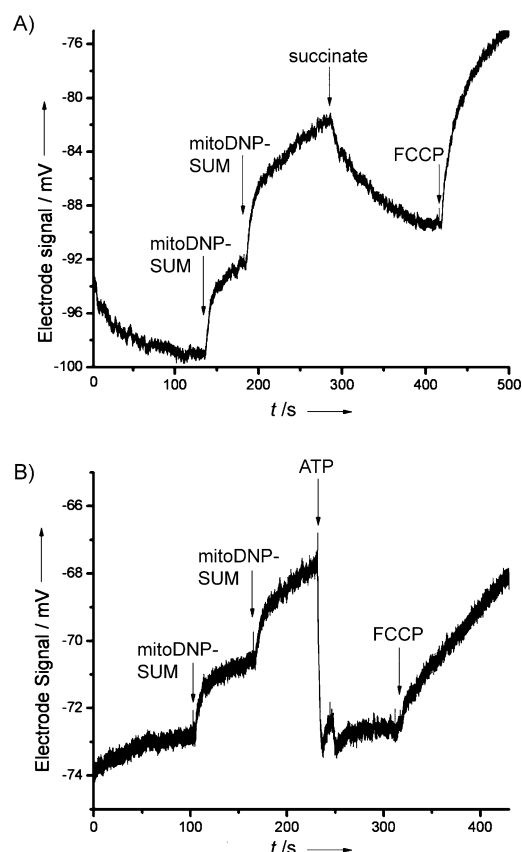 A)
-76
-80
-84
-88
-92
-96
-100
Electrode signal / mV
succinate
mitoDNP-
SUM
FCCP
mitoDNP-
SUM
0
100
200
300
400
500
t /s
B)
ATP
-66
-68
-70
-72
-74
Electrode Signal / mV
mitoDNP-
SUM
mitoDNP-
SUM
FCCP
0
100
200
300
400
t /s